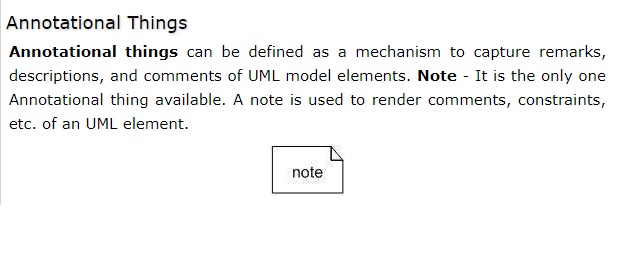 Annotational Things
Annotational things can be defined as a mechanism to capture remarks,
descriptions, and comments of UML model elements. Note - It is the only one
Annotational thing available. A note is used to render comments, constraints,
etc. of an UML element.
note